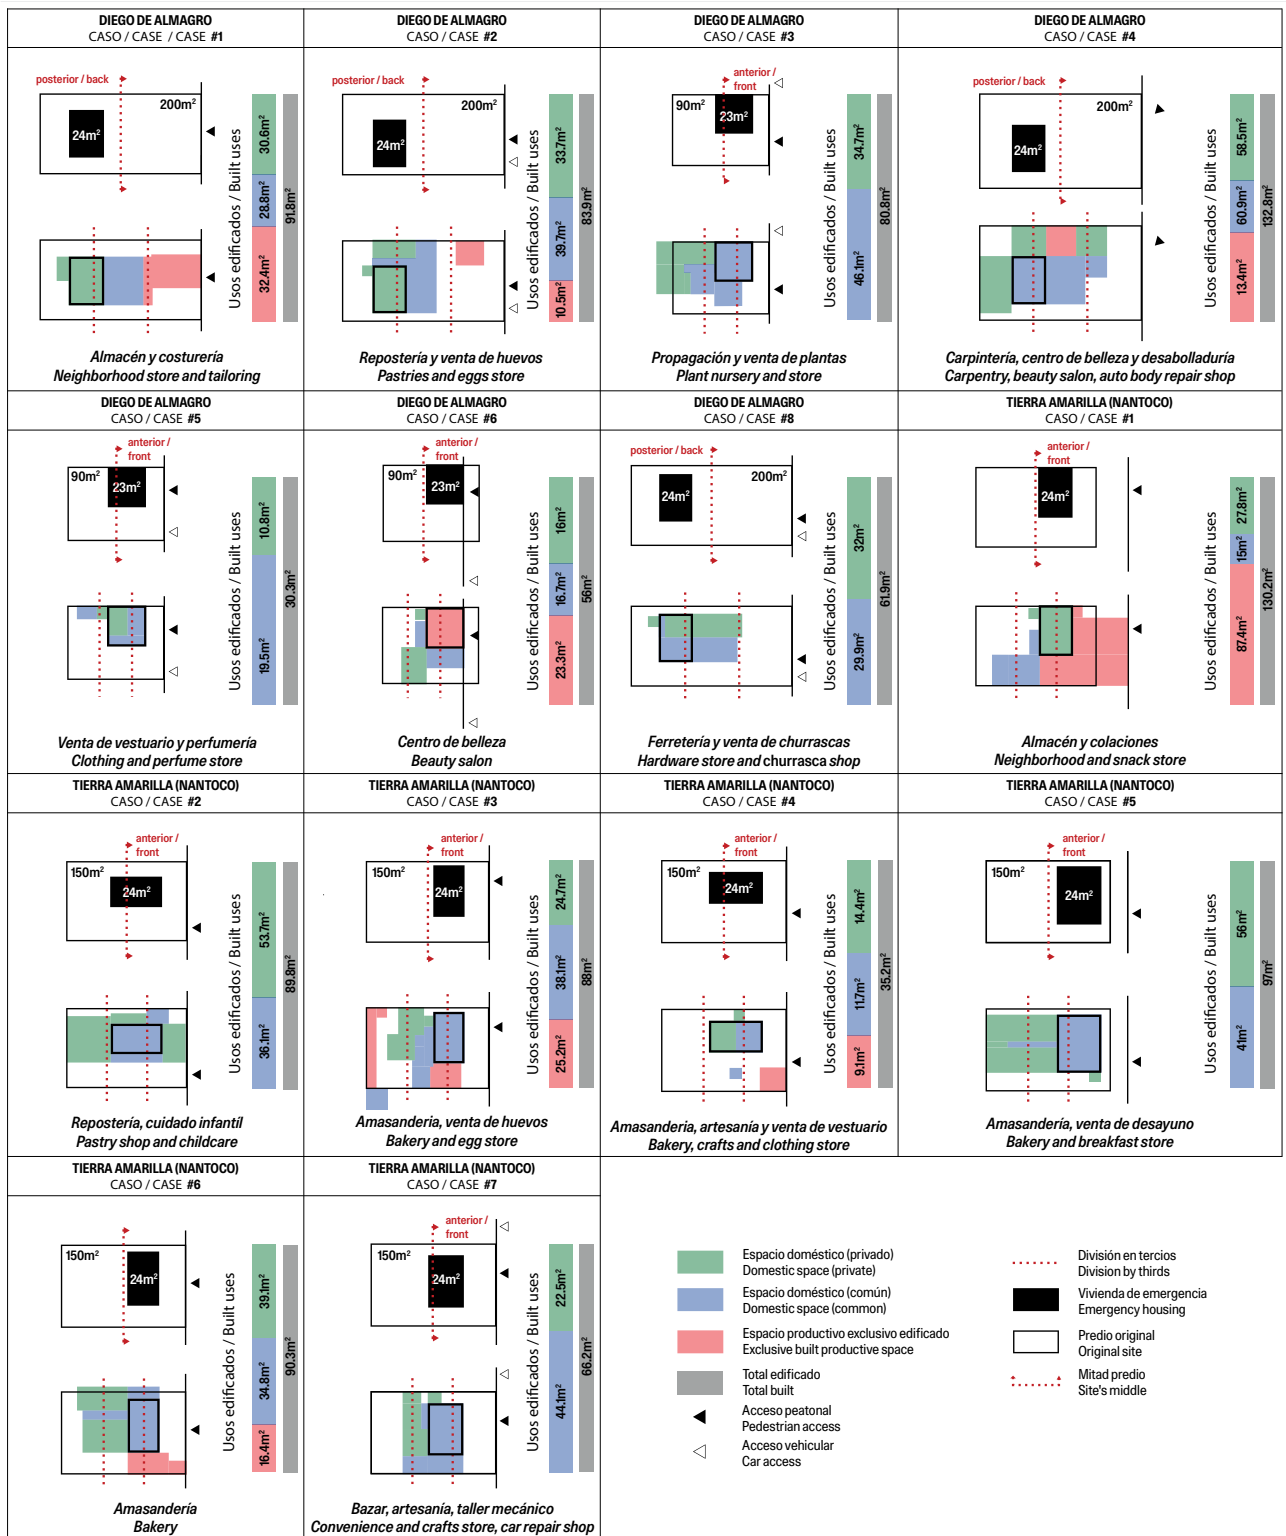 DIEGO DE ALMAGRO
CASO / CASE / CASE #1
posterior / back
200m²
24m²
Usos edificados / Built uses
30.6m²
28.8m²
32.4m²
91.8m²
Almacén y costurería
Neighborhood store and tailoring
DIEGO DE ALMAGRO
CASO / CASE #2
posterior / back
200m²
24m²
Usos edificados / Built uses
33.7m²
39.7m²
10.5m²
83.9m²
Repostería y venta de huevos
Pastries and eggs store
DIEGO DE ALMAGRO
CASO / CASE #3
anterior /
front
90m²
23m²
Usos edificados / Built uses
34.7m²
46.1m²
80.8m²
Propagación y venta de plantas
Plant nursery and store
DIEGO DE ALMAGRO
CASO / CASE #4
posterior / back
200m²
24m²
Usos edificados / Built uses
58.5m²
60.9m²
13.4m²
132.8m²
Carpintería, centro de belleza y desabolladuría
Carpentry, beauty salon, auto body repair shop
DIEGO DE ALMAGRO
CASO / CASE #5
anterior /
front
90m²
23m²
Usos edificados / Built uses
10.8m²
19.5m²
30.3m²
Venta de vestuario y perfumería
Clothing and perfume store
DIEGO DE ALMAGRO
CASO / CASE #6
anterior /
front
90m²
23m²
Usos edificados / Built uses
16m²
16.7m²
23.3m²
56m²
Centro de belleza
Beauty salon
DIEGO DE ALMAGRO
CASO / CASE #8
posterior / back
200m²
24m²
Usos edificados / Built uses
32m²
29.9m²
61.9m²
Ferretería y venta de churrascas
Hardware store and churrasca shop
TIERRA AMARILLA (NANTOCO)
CASO / CASE #1
anterior /
front
24m²
Usos edificados / Built uses
27.8m²
15m²
87.4m²
130.2m²
Almacén y colaciones
Neighborhood and snack store
TIERRA AMARILLA (NANTOCO)
CASO / CASE #2
anterior /
front
150m²
24m²
Usos edificados / Built uses
53.7m²
36.1m²
89.8m²
Repostería, cuidado infantíl
Pastry shop and childcare
TIERRA AMARILLA (NANTOCO)
CASO / CASE #3
anterior /
front
150m²
24m²
Usos edificados / Built uses
24.7m²
38.1m²
25.2m²
88m²
Amasanderia, venta de huevos
Bakery and egg store
TIERRA AMARILLA (NANTOCO)
CASO / CASE #4
anterior /
front
150m²
24m²
Usos edificados / Built uses
14.4m²
11.7m²
9.1m²
35.2m²
Amasanderia, artesanía y venta de vestuario
Bakery, crafts and clothing store
TIERRA AMARILLA (NANTOCO)
CASO / CASE #5
anterior /
front
150m²
24m²
Usos edificados / Built uses
56m²
41m²
97m²
Amasandería, venta de desayuno
Bakery and breakfast store
TIERRA AMARILLA (NANTOCO)
CASO / CASE #6
150m²
24m²
Usos edificados / Built uses
39.1m²
34.8m²
16.4m²
90.3m²
Amasandería
Bakery
TIERRA AMARILLA (NANTOCO)
CASO / CASE #7
anterior /
front
150m²
24m²
Usos edificados / Built uses
22.5m²
44.1m²
66.2m²
Bazar, artesanía, taller mecánico
Convenience and crafts store, car repair shop
Espacio doméstico (privado)
Domestic space (private)
Espacio doméstico (común)
Domestic space (common)
Espacio productivo exclusivo edificado
Exclusive built productive space
Total edificado
Total built
Acceso peatonal
Pedestrian access
Acceso vehicular
Car access
División en tercios
Division by thirds
Vivienda de emergencia
Emergency housing
Predio original
Original site
Mitad predio
Site's middle